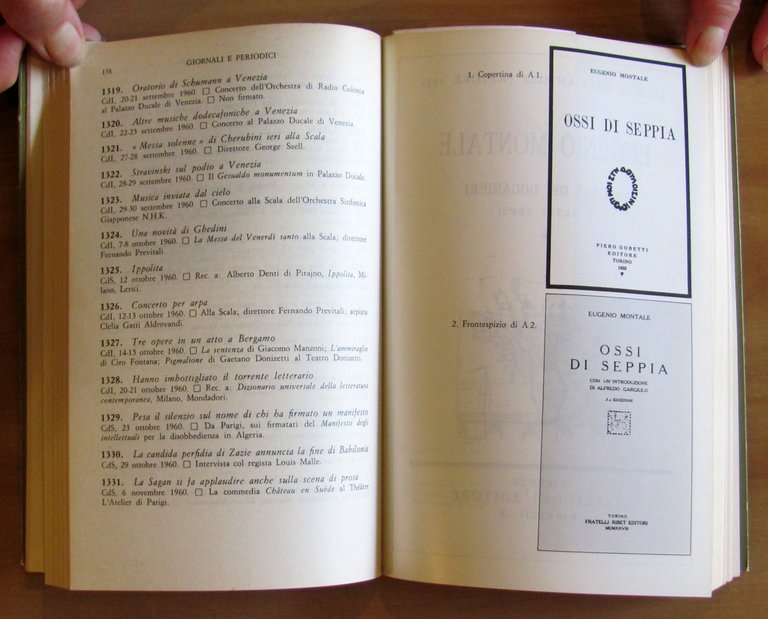 GIORNALI E PERIODICI
178
1319. Oratorio di Schumann a Venezia
CdI, 20-21 settembre 1960. □ Concerto dell'Orchestra di Radio Colonia
al Palazzo Ducale di Venezia. □ Non firmato.
1320. Altre musiche dodecafoniche a Venezia
CdI, 22-23 settembre 1960. □ Concerto al Palazzo Ducale di Venezia.
1321. « Messa solenne » di Cherubini ieri alla Scala
CdI, 27-28 settembre 1960. □ Direttore George Szell.
1322. Stravinski sul podio a Venezia
CdI, 28-29 settembre 1960. □ Il Gesualdo monumentum in Palazzo Ducale.
1323. Musica inviata dal cielo
CdI, 29-30 settembre 1960. □ Concerto alla Scala dell'Orchestra Sinfonica
Giapponese N.H.K.
1324. Una novità di Ghedini
CdI, 7-8 ottobre 1960. □ La Messa del Venerdì santo alla Scala; direttore
Fernando Previtali.
1325. Ippolita
CdS, 12 ottobre 1960. □ Rec. a: Alberto Denti di Pirajno, Ippolita, Mi-
lano, Lerici.
1326. Concerto per arpa
CdI, 12-13 ottobre 1960. □ Alla Scala; direttore Fernando Previtali; arpista
Clelia Gatti Aldrovandi.
1327. Tre opere in un atto a Bergamo
CdI, 14-15 ottobre 1960. □ La sentenza di Giacomo Manzoni; L'ammiraglio
di Ciro Fontana; Pigmalione di Gaetano Donizetti al Teatro Donizetti.
1328. Hanno imbottigliato il torrente letterario
CdI, 20-21 ottobre 1960. □ Rec. a: Dizionario universale della letteratura
contemporanea, Milano, Mondadori.
1329. Pesa il silenzio sul nome di chi ha firmato un manifesto
CdS, 23 ottobre 1960. □ Da Parigi, sui firmatari del Manifesto degli
intellettuali per la disobbedienza in Algeria.
1330. La candida perfidia di Zazie annuncia la fine di Babilonia
CdS, 29 ottobre 1960. □ Intervista col regista Louis Malle.
1331. La Sagan si fa applaudire anche sulla scena di prosa
CdS, 6 novembre 1960. □ La commedia Château en Suède al Théâtre
L'Atelier di Parigi.
1. Copertina di A 1.
EUGENIO MONTALE
OSSI DI SEPPIA
PIERO GOBETTI
EDITORE
TORINO
1925
2. Frontespizio di A 2.
EUGENIO MONTALE
OSSI
DI SEPPIA
CON UN'INTRODUZIONE
DI ALFREDO GARGIULO
2.a EDIZIONE
TORINO
FRATELLI RIBET EDITORI
MCMXXVIII